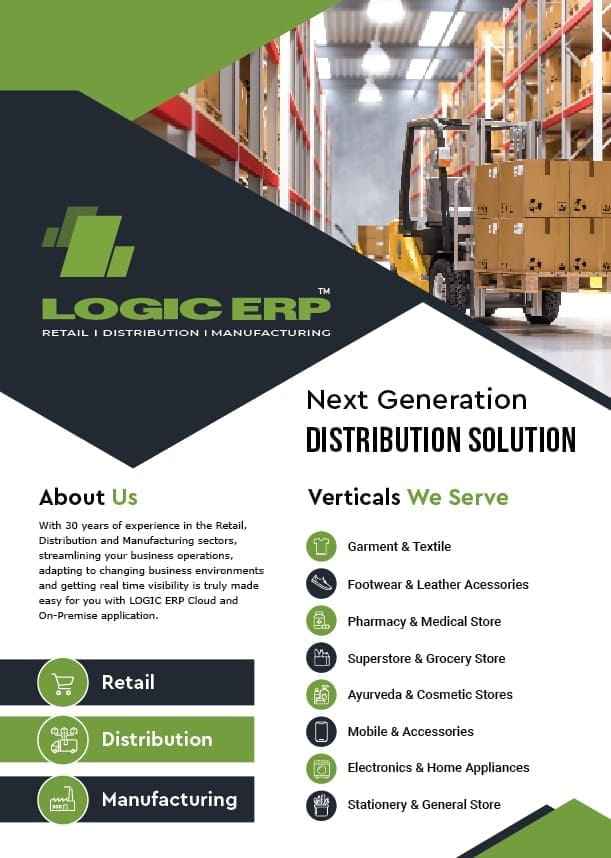 LOGIC ERP™
RETAIL | DISTRIBUTION | MANUFACTURING
Next Generation
DISTRIBUTION SOLUTION
About Us
With 30 years of experience in the Retail,
Distribution and Manufacturing sectors,
streamlining your business operations,
adapting to changing business environments
and getting real time visibility is truly made
easy for you with LOGIC ERP Cloud and
On-Premise application.
Retail
Distribution
Manufacturing
Verticals We Serve
Garment & Textile
Footwear & Leather Acessories
Pharmacy & Medical Store
Superstore & Grocery Store
Ayurveda & Cosmetic Stores
Mobile & Accessories
Electronics & Home Appliances
Stationery & General Store